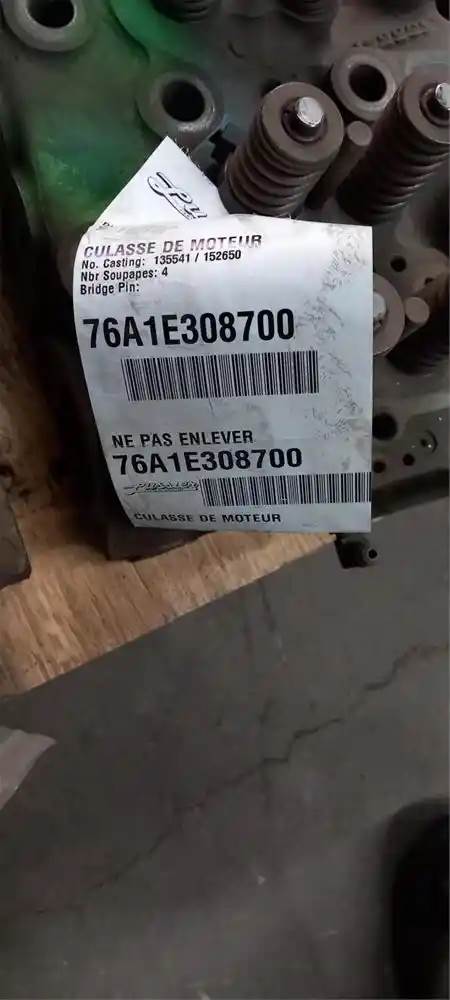 CULASSE DE MOTEUR
No. Casting: 135541 / 152650
Nbr Soupapes: 4
Bridge Pin:
76A1E308700
NE PAS ENLEVER
76A1E308700
CULASSE DE MOTEUR